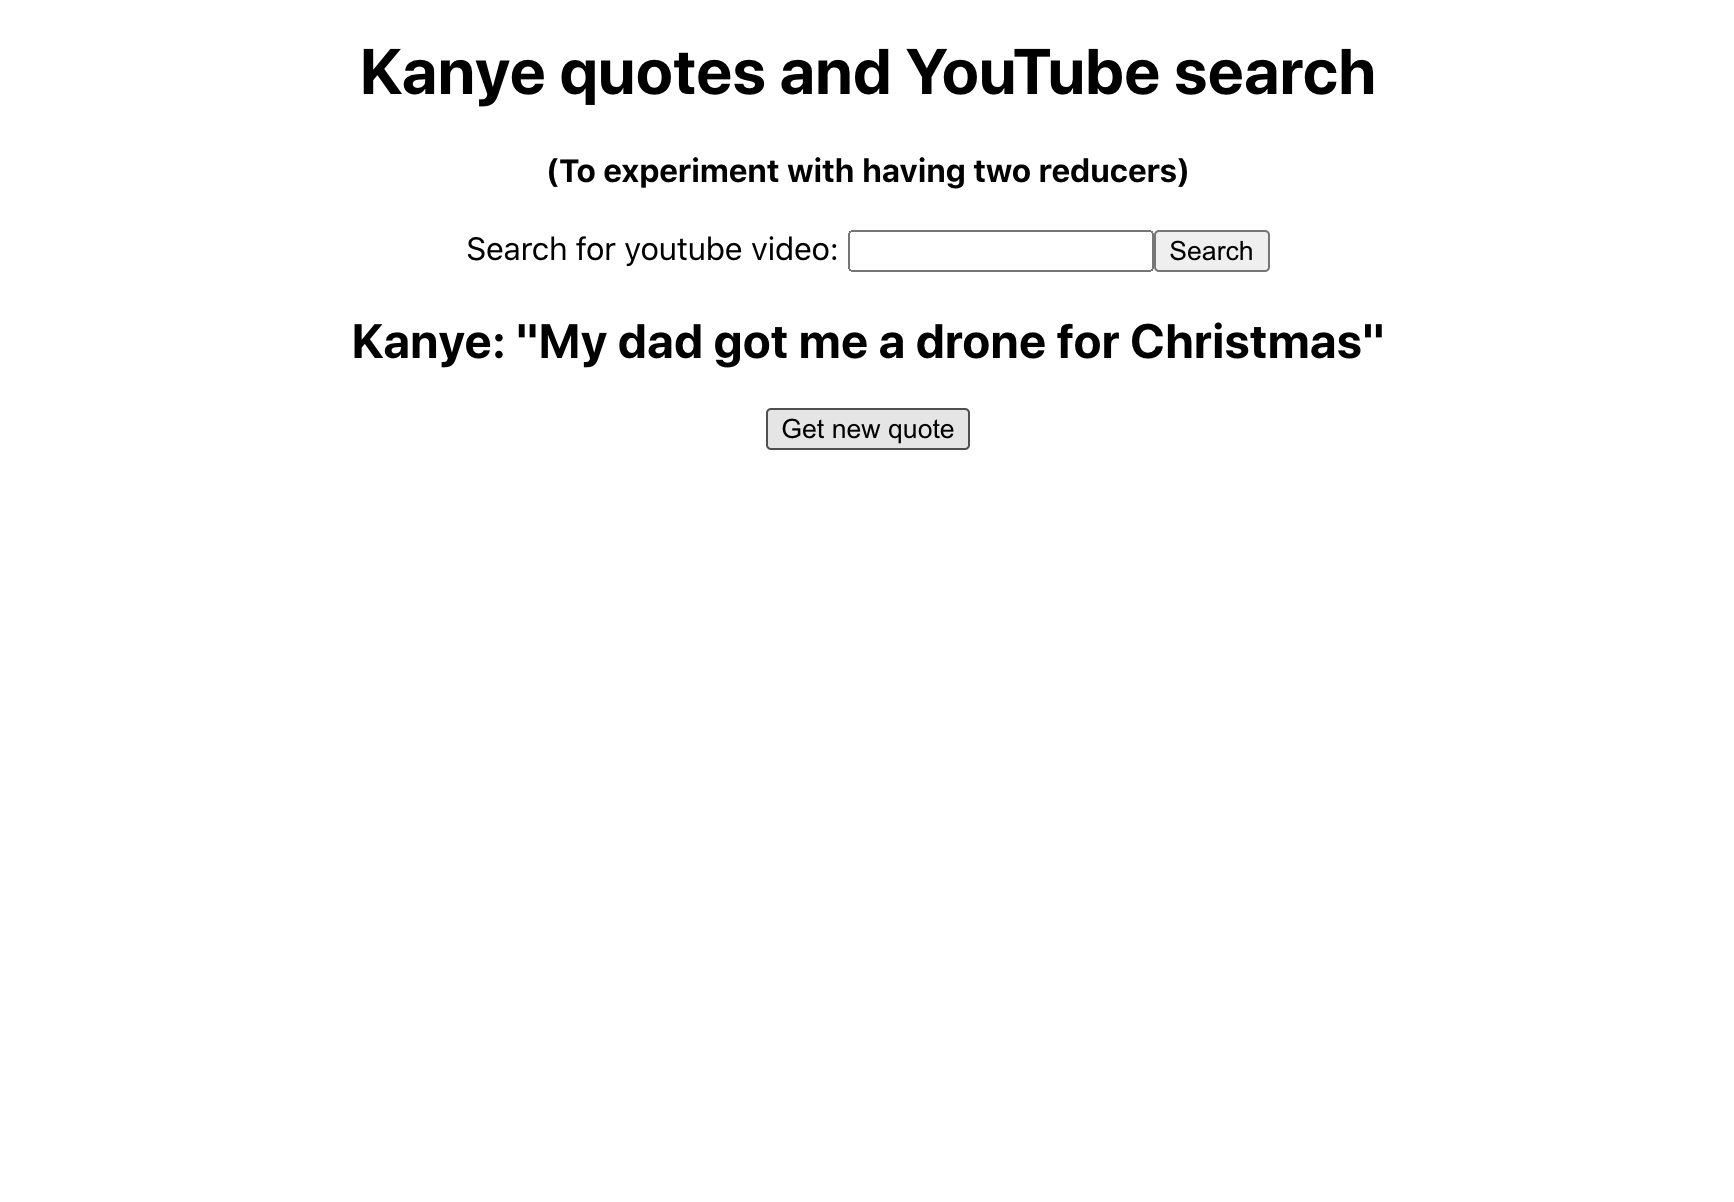 Kanye quotes and YouTube search
(To experiment with having two reducers)
Search for youtube video: Search
Kanye: "My dad got me a drone for Christmas"
Get new quote